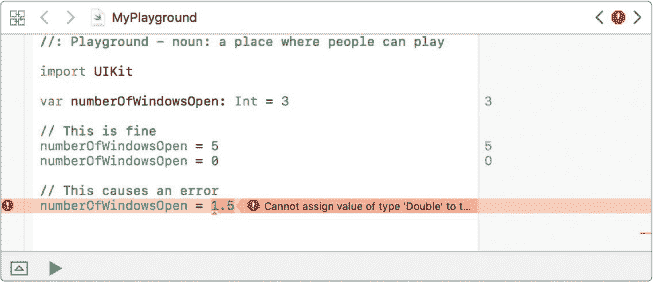 MyPlayground
//: Playground - noun: a place where people can play
import UIKit
var numberOfWindowsOpen: Int = 3
3
// This is fine
numberOfWindowsOpen = 5
5
numberOfWindowsOpen = 0
0
// This causes an error
numberOfWindowsOpen = 1.5
Cannot assign value of type 'Double' to t...